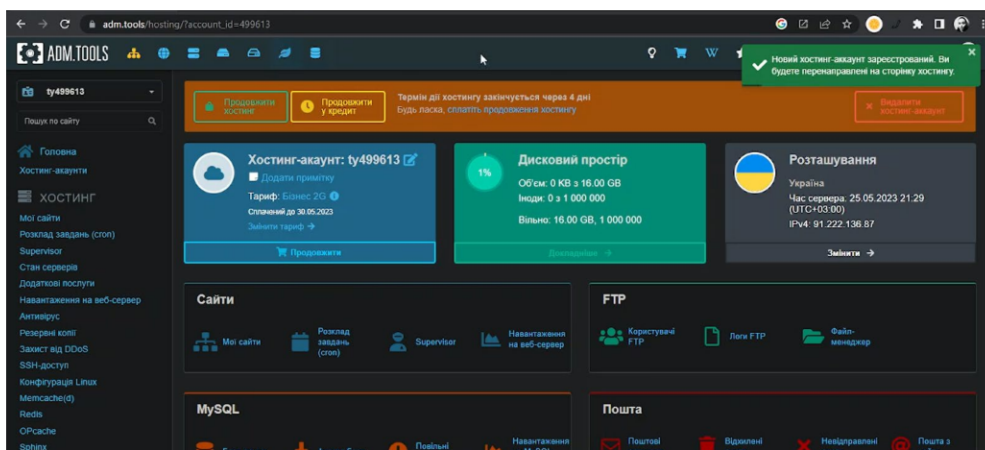 adm.tools/hosting/?account_id=499613
ADM.TOOLS
Новий хостинг-аккаунт зареєстрований. Ви
будете перенаправлені на сторінку хостингу.
ty499613
Пошук по сайту
Головна
Хостинг-акаунти
ХОСТИНГ
Мої сайти
Розклад завдань (cron)
Supervisor
Стан серверів
Додаткові послуги
Навантаження на веб-сервер
Антивірус
Резервні копії
Захист від DDoS
SSH-доступ
Конфігурація Linux
Memcache(d)
Redis
OPcache
Sphinx
Продовжити
хостинг
Продовжити
у кредит
Термін дії хостингу закінчується через 4 дні
Будь ласка, сплатіть продовження хостингу
Видалити
хостинг-аккаунт
Хостинг-акаунт: ty499613
Додати примітку
Тариф: Бізнес 2G
Сплачений до 30.05.2023
Змінити тариф →
Продовжити
1%
Дисковий простір
Об'єм: 0 KB з 16.00 GB
Іноди: 0 з 1 000 000
Вільно: 16.00 GB, 1 000 000
Докладніше →
Розташування
Україна
Час сервера: 25.05.2023 21:29
(UTC+03:00)
IPv4: 91.222.136.87
Змінити →
Сайти
Мої сайти
Розклад
завдань
(cron)
Supervisor
Навантаження
на веб-сервер
FTP
Користувачі
FTP
Логи FTP
Файл-
менеджер
MySQL
Повільні
Навантаження
Пошта
Поштові
Відхилені
Невідправлені
Пошта з